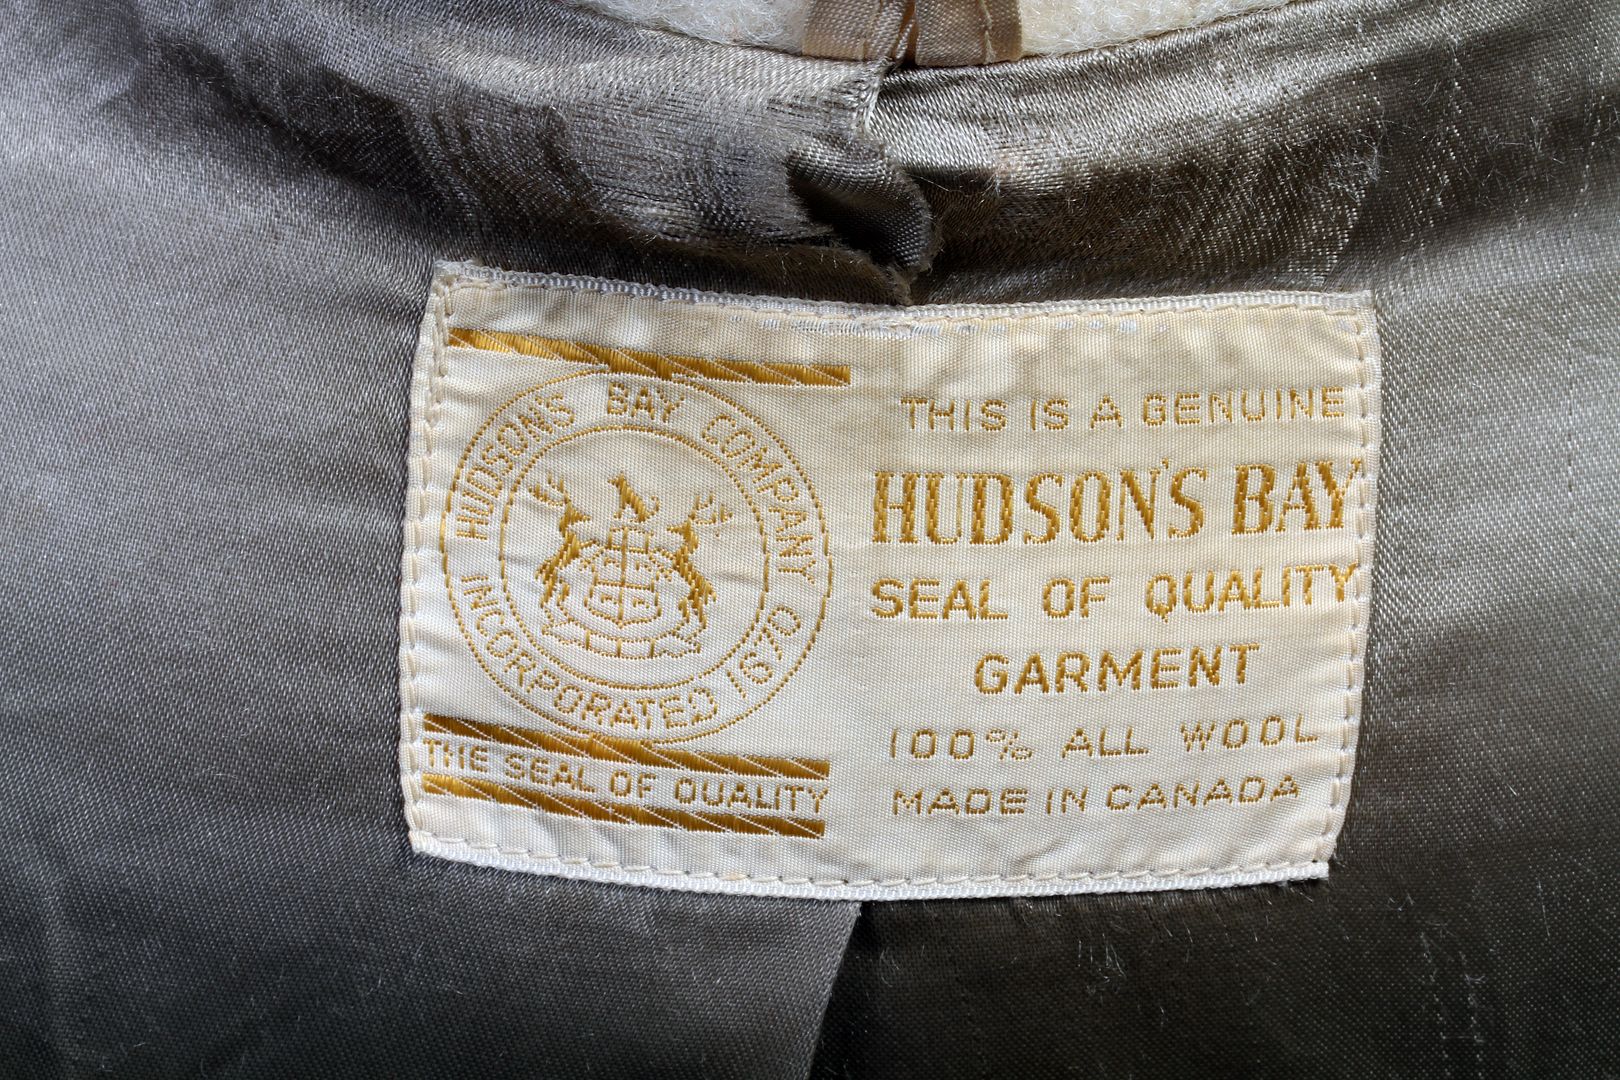 HUDSON'S BAY COMPANY
INCORPORATED 1670
THE SEAL OF QUALITY
THIS IS A GENUINE
HUDSON'S BAY
SEAL OF QUALITY
GARMENT
100% ALL WOOL
MADE IN CANADA